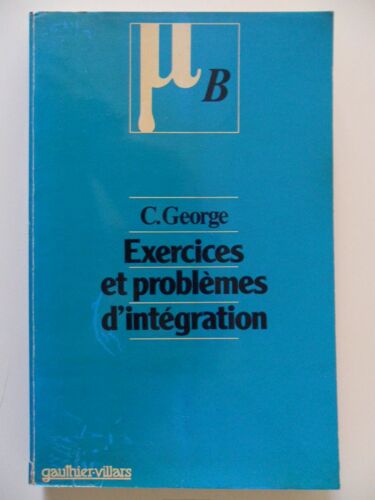 µ
B
C.George
Exercices
et problèmes
d'intégration
gauthier-villars